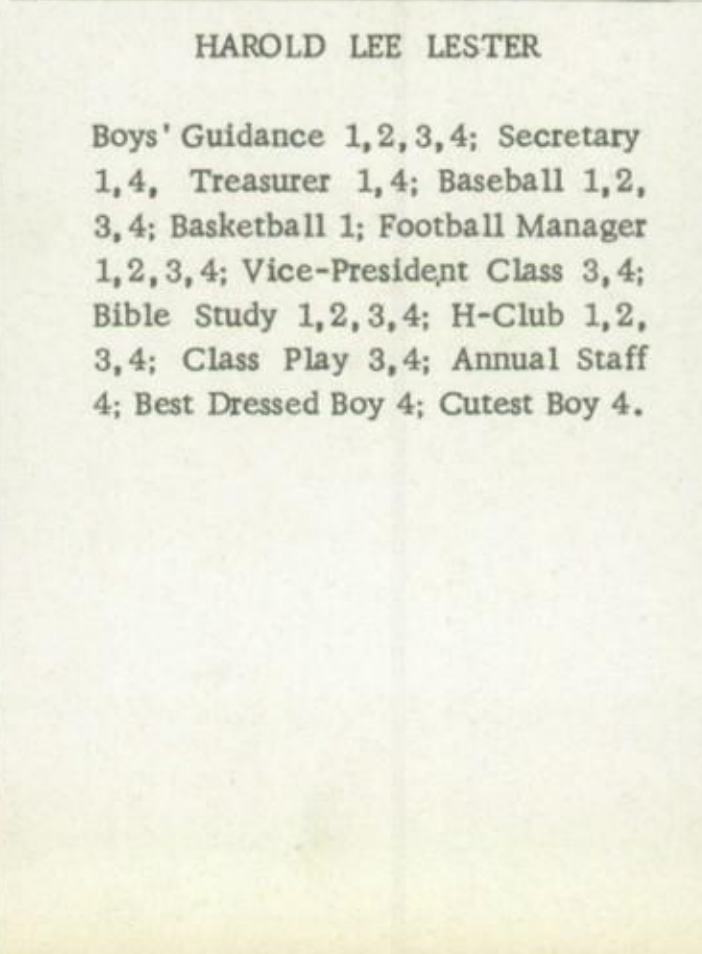 HAROLD LEE LESTER
Boys' Guidance 1,2,3,4; Secretary
1,4, Treasurer 1,4; Baseball 1,2,
3,4; Basketball 1; Football Manager
1,2,3,4; Vice-President Class 3,4;
Bible Study 1,2,3,4; H-Club 1,2,
3,4; Class Play 3,4; Annual Staff
4; Best Dressed Boy 4; Cutest Boy 4.